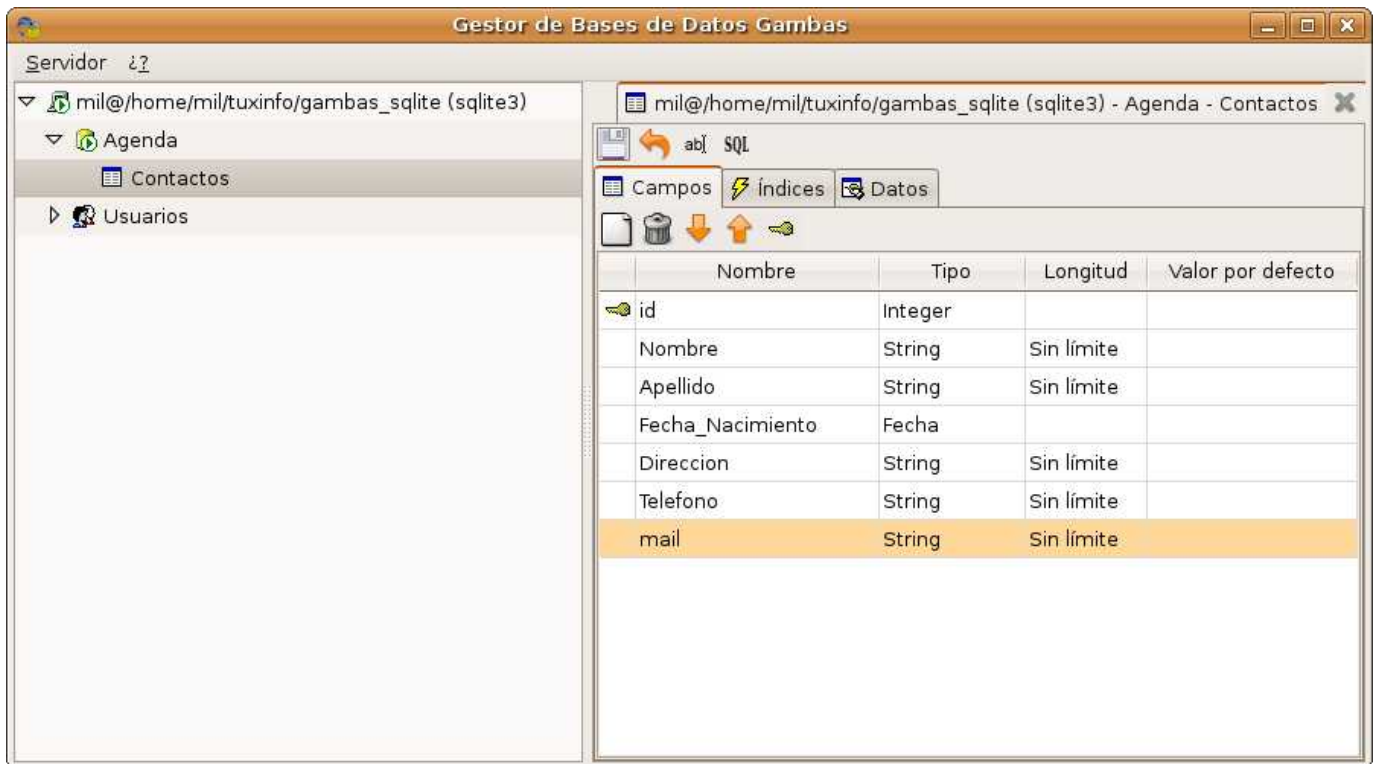 Gestor de Bases de Datos Gambas
Servidor ¿?
mil@/home/mil/tuxinfo/gambas_sqlite (sqlite3)
Agenda
Contactos
Usuarios
mil@/home/mil/tuxinfo/gambas_sqlite (sqlite3) - Agenda - Contactos
ab SQL
Campos Índices Datos
Nombre Tipo Longitud Valor por defecto
id Integer
Nombre String Sin límite
Apellido String Sin límite
Fecha_Nacimiento Fecha
Direccion String Sin límite
Telefono String Sin límite
mail String Sin límite